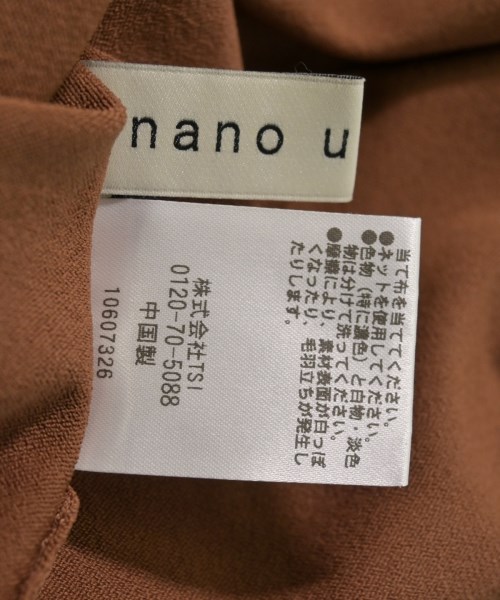 nano u
当て布を当ててください。
●ネットを使用してください。
●色物（特に濃色）と白物・淡色
物は分けて洗ってください。
●摩擦により、素材表面が白っぽ
くなったり、毛羽立ちが発生し
たりします。
株式会社TSI
0120-70-5088
中国製
10607326